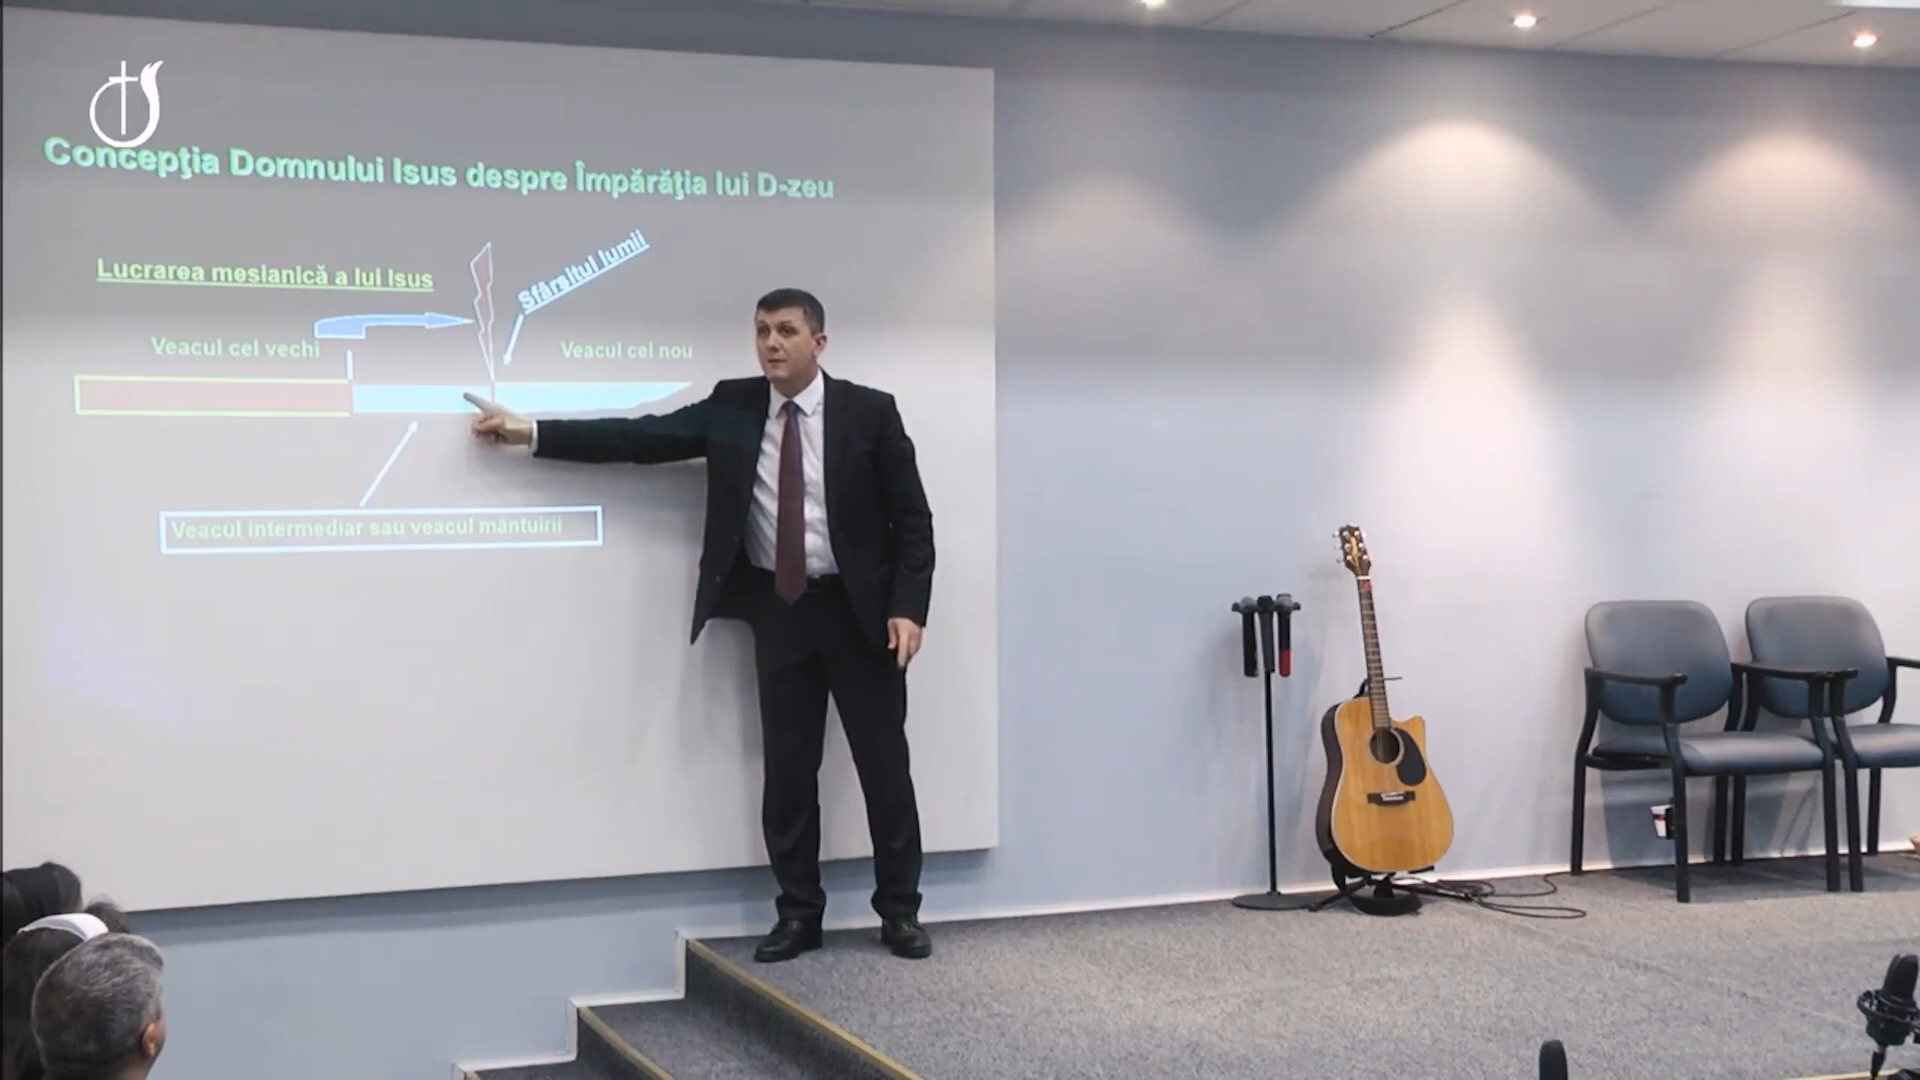 Concepţia Domnului Isus despre Împărăţia lui D-zeu
Lucrarea mesianică a lui Isus
Sfârşitul lumii
Veacul cel vechi
Veacul cel nou
Veacul intermediar sau veacul mântuirii